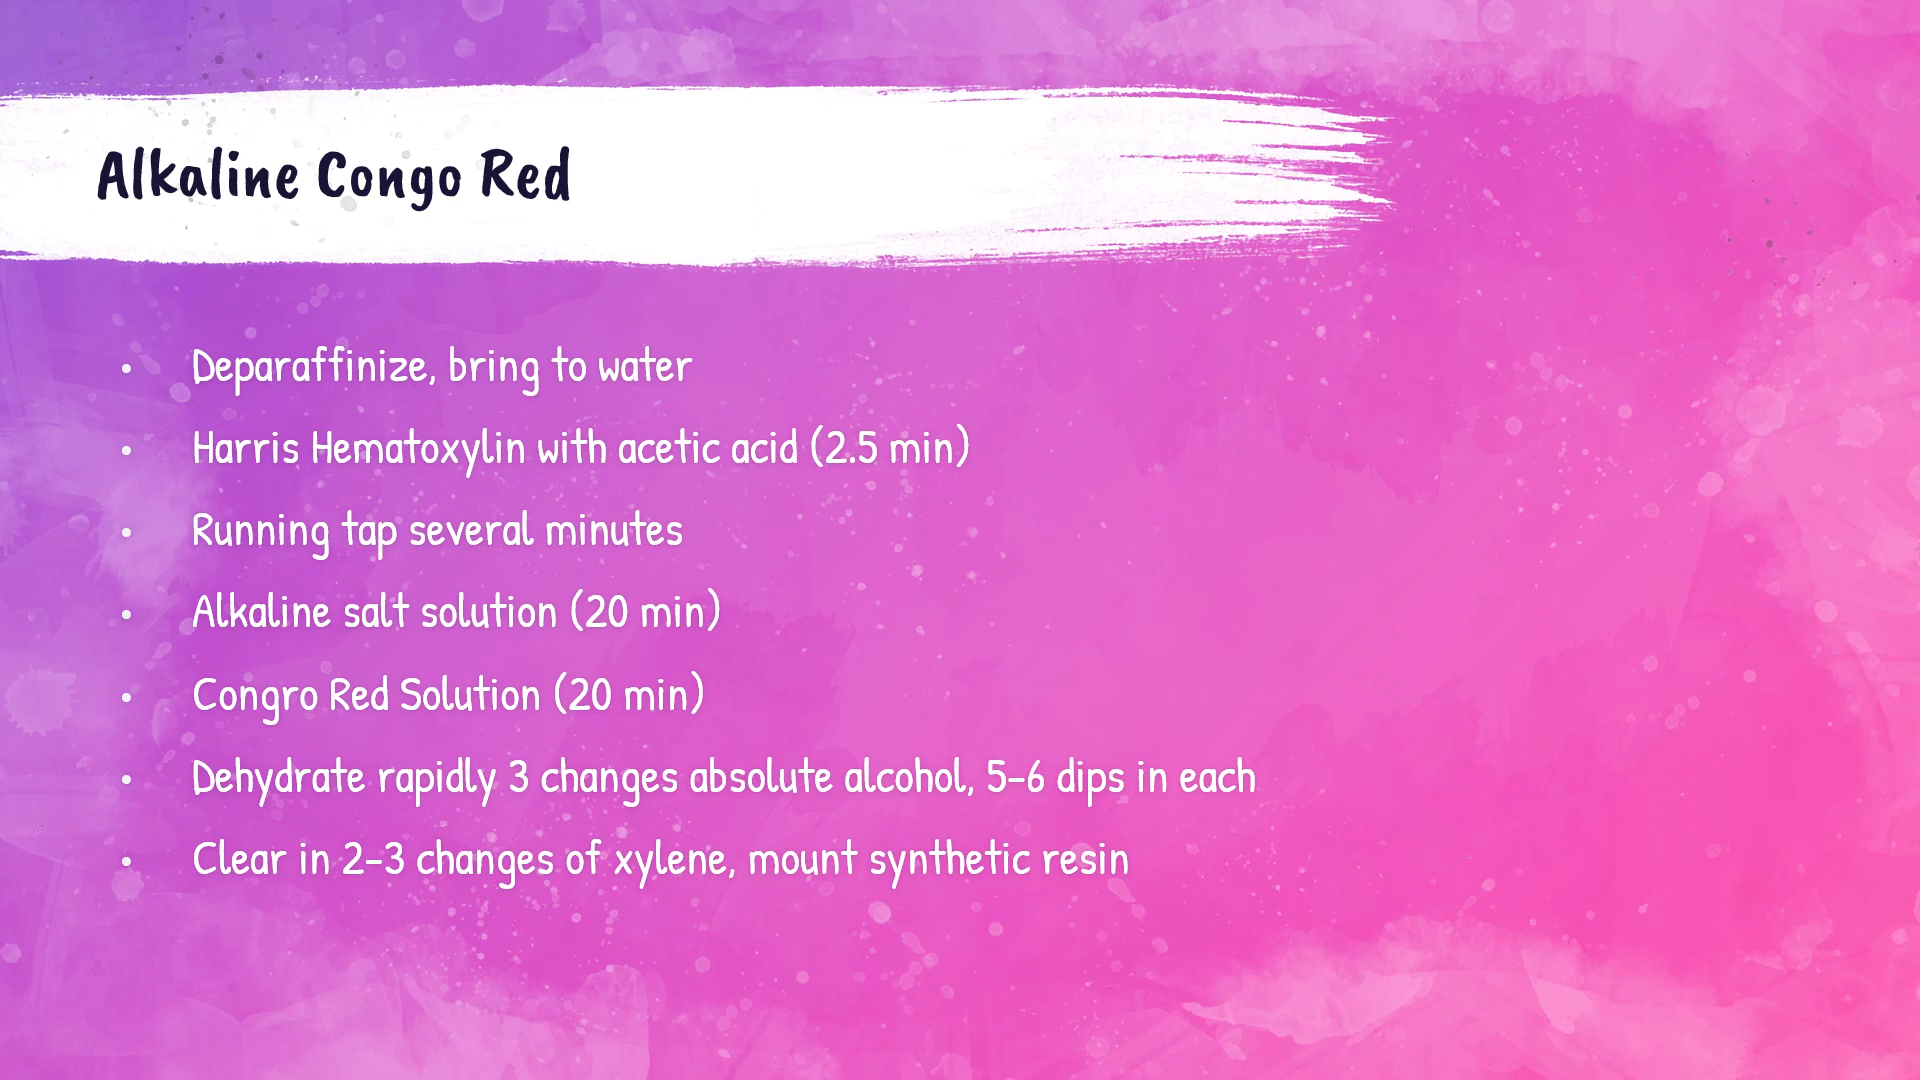 Alkaline Congo Red
• Deparaffinize, bring to water
• Harris Hematoxylin with acetic acid (2.5 min)
• Running tap several minutes
• Alkaline salt solution (20 min)
• Congro Red Solution (20 min)
• Dehydrate rapidly 3 changes absolute alcohol, 5-6 dips in each
• Clear in 2-3 changes of xylene, mount synthetic resin